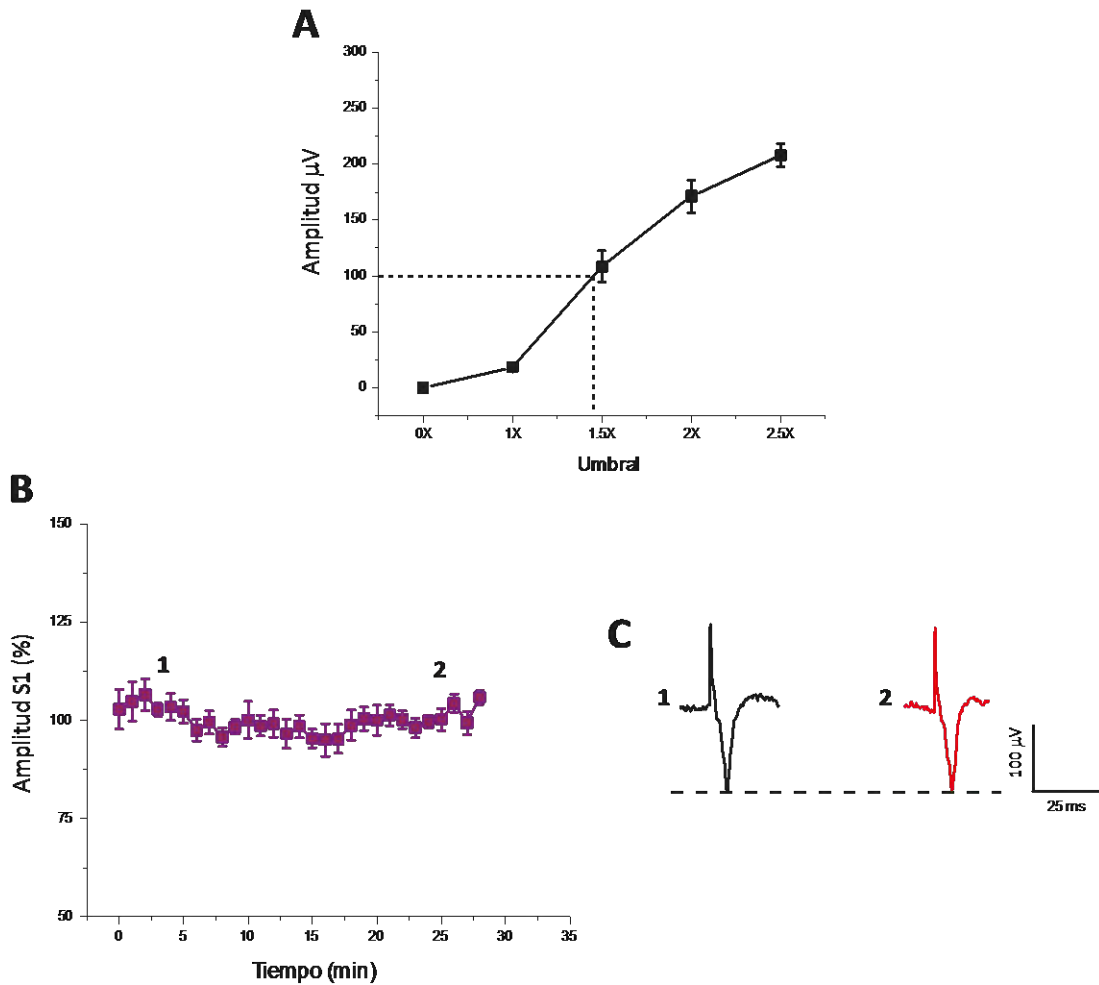 A
300
250
200
150
100
50
0
Amplitud µV
0X 1X 1.5X 2X 2.5X
Umbral
B
150
125
100
75
50
Amplitud S1 (%)
1
2
0 5 10 15 20 25 30 35
Tiempo (min)
C
1
2
100 µV
25 ms